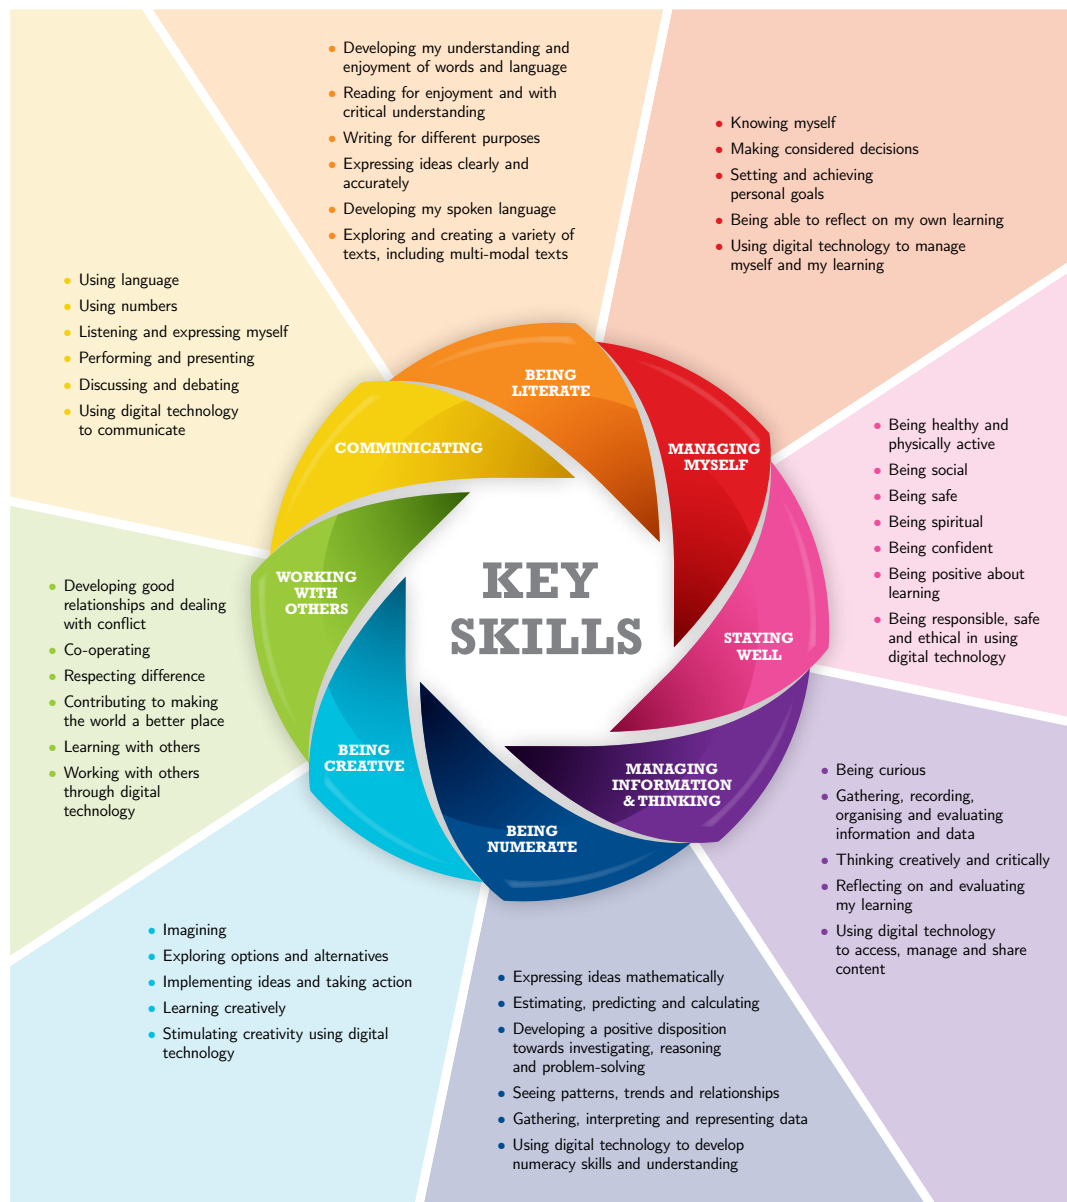 KEY
SKILLS
BEING
LITERATE
• Developing my understanding and
enjoyment of words and language
• Reading for enjoyment and with
critical understanding
• Writing for different purposes
• Expressing ideas clearly and
accurately
• Developing my spoken language
• Exploring and creating a variety of
texts, including multi-modal texts
MANAGING
MYSELF
• Knowing myself
• Making considered decisions
• Setting and achieving
personal goals
• Being able to reflect on my own learning
• Using digital technology to manage
myself and my learning
STAYING
WELL
• Being healthy and
physically active
• Being social
• Being safe
• Being spiritual
• Being confident
• Being positive about
learning
• Being responsible, safe
and ethical in using
digital technology
MANAGING
INFORMATION
& THINKING
• Being curious
• Gathering, recording,
organising and evaluating
information and data
• Thinking creatively and critically
• Reflecting on and evaluating
my learning
• Using digital technology
to access, manage and share
content
BEING
NUMERATE
• Expressing ideas mathematically
• Estimating, predicting and calculating
• Developing a positive disposition
towards investigating, reasoning
and problem-solving
• Seeing patterns, trends and relationships
• Gathering, interpreting and representing data
• Using digital technology to develop
numeracy skills and understanding
BEING
CREATIVE
• Imagining
• Exploring options and alternatives
• Implementing ideas and taking action
• Learning creatively
• Stimulating creativity using digital
technology
WORKING
WITH
OTHERS
• Developing good
relationships and dealing
with conflict
• Co-operating
• Respecting difference
• Contributing to making
the world a better place
• Learning with others
• Working with others
through digital
technology
COMMUNICATING
• Using language
• Using numbers
• Listening and expressing myself
• Performing and presenting
• Discussing and debating
• Using digital technology
to communicate